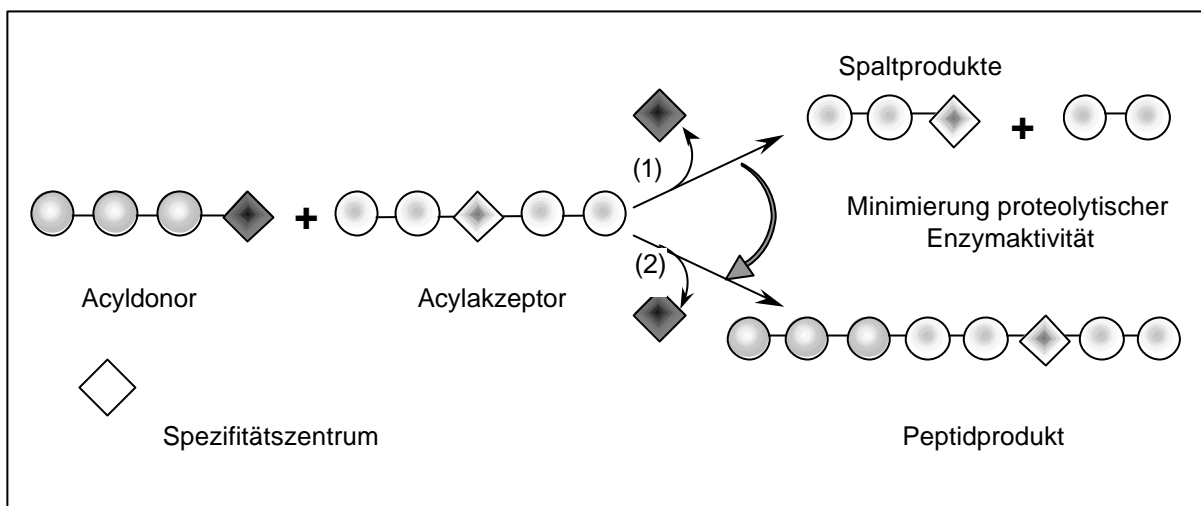 Spaltprodukte
(1)
+
+
Minimierung proteolytischer
Enzymaktivität
(2)
Acyldonor
Acylakzeptor
Spezifitätszentrum
Peptidprodukt